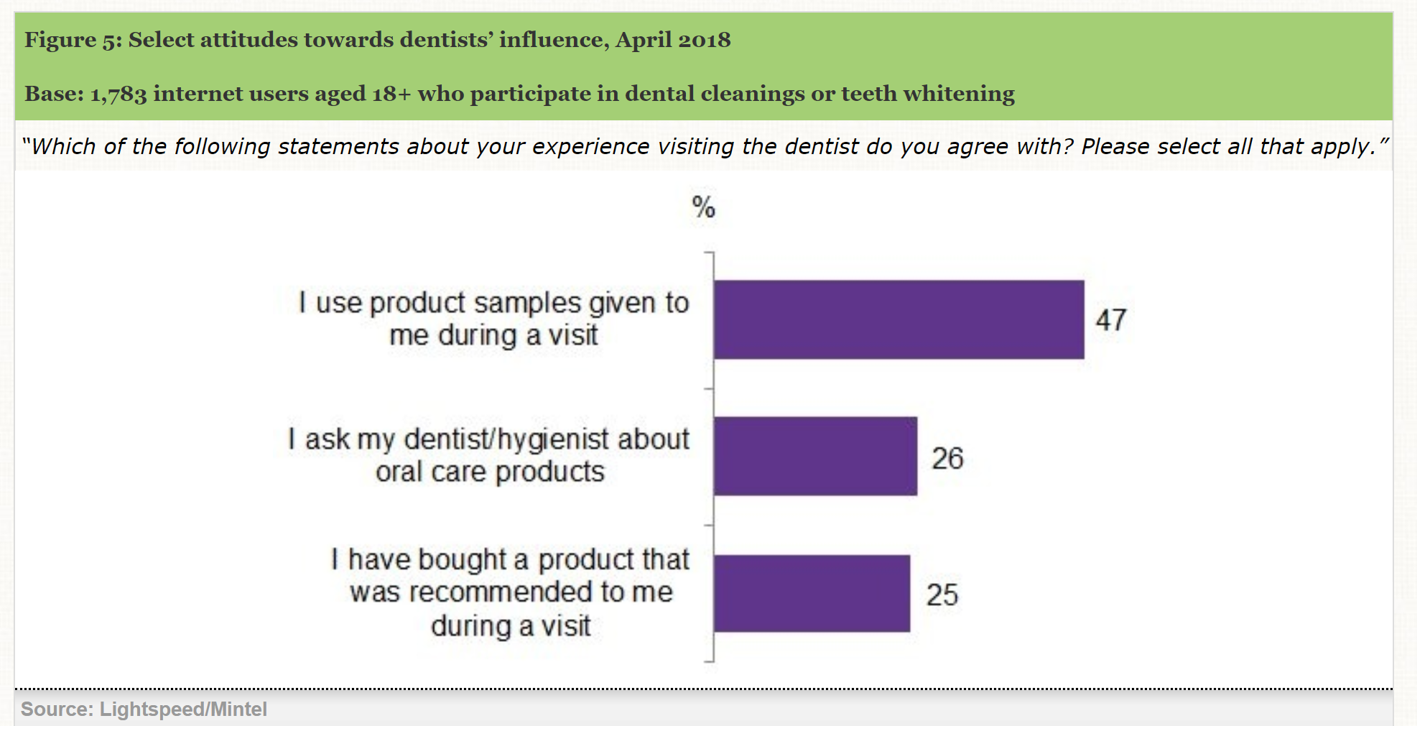 Figure 5: Select attitudes towards dentists’ influence, April 2018
Base: 1,783 internet users aged 18+ who participate in dental cleanings or teeth whitening
“Which of the following statements about your experience visiting the dentist do you agree with? Please select all that apply.”
%
I use product samples given to
me during a visit
47
I ask my dentist/hygienist about
oral care products
26
I have bought a product that
was recommended to me
during a visit
25
Source: Lightspeed/Mintel